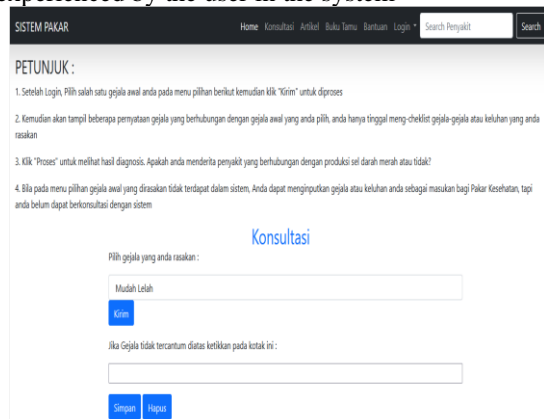 experienced by the user in the system
SISTEM PAKAR
Home Konsultasi Artikel Buku Tamu Bantuan Login Search Penyakit Search
PETUNJUK :
1. Setelah Login, Pilih salah satu gejala awal anda pada menu pilihan berikut kemudian klik "Kirim" untuk diproses
2. Kemudian akan tampil beberapa pernyataan gejala yang berhubungan dengan gejala awal yang anda pilih, anda hanya tinggal meng-cheklist gejala-gejala atau keluhan yang anda
rasakan
3. Klik "Proses" untuk melihat hasil diagnosis. Apakah anda menderita penyakit yang berhubungan dengan produksi sel darah merah atau tidak?
4. Bila pada menu pilihan gejala awal yang dirasakan tidak terdapat dalam sistem, Anda dapat menginputkan gejala atau keluhan anda sebagai masukan bagi Pakar Kesehatan, tapi
anda belum dapat berkonsultasi dengan sistem
Konsultasi
Pilih gejala yang anda rasakan :
Mudah Lelah
Kirim
Jika Gejala tidak tercantum diatas ketikkan pada kotak ini :
Simpan Hapus